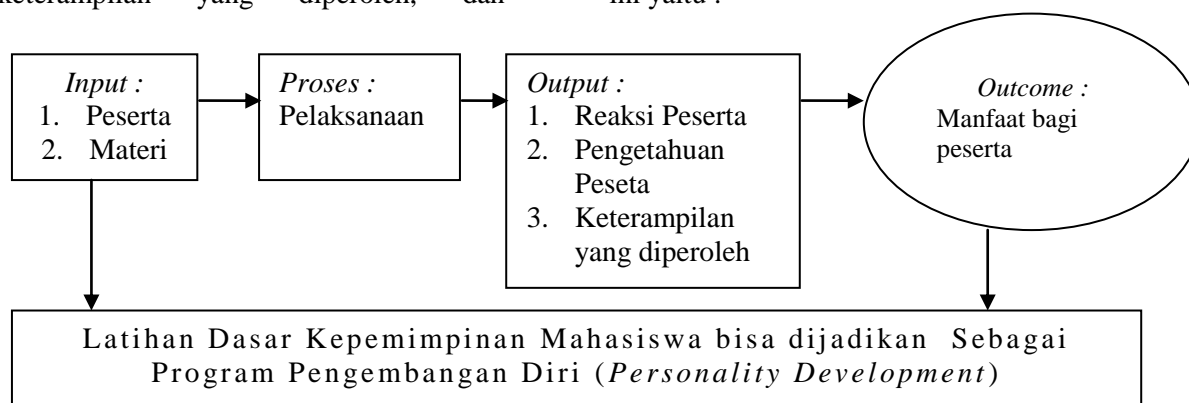 keterampilan yang diperoleh, dan ini yaitu :
Input :
1. Peserta
2. Materi
Proses :
Pelaksanaan
Output :
1. Reaksi Peserta
2. Pengetahuan
Peseta
3. Keterampilan
yang diperoleh
Outcome :
Manfaat bagi
peserta
Latihan Dasar Kepemimpinan Mahasiswa bisa dijadikan Sebagai
Program Pengembangan Diri (Personality Development)